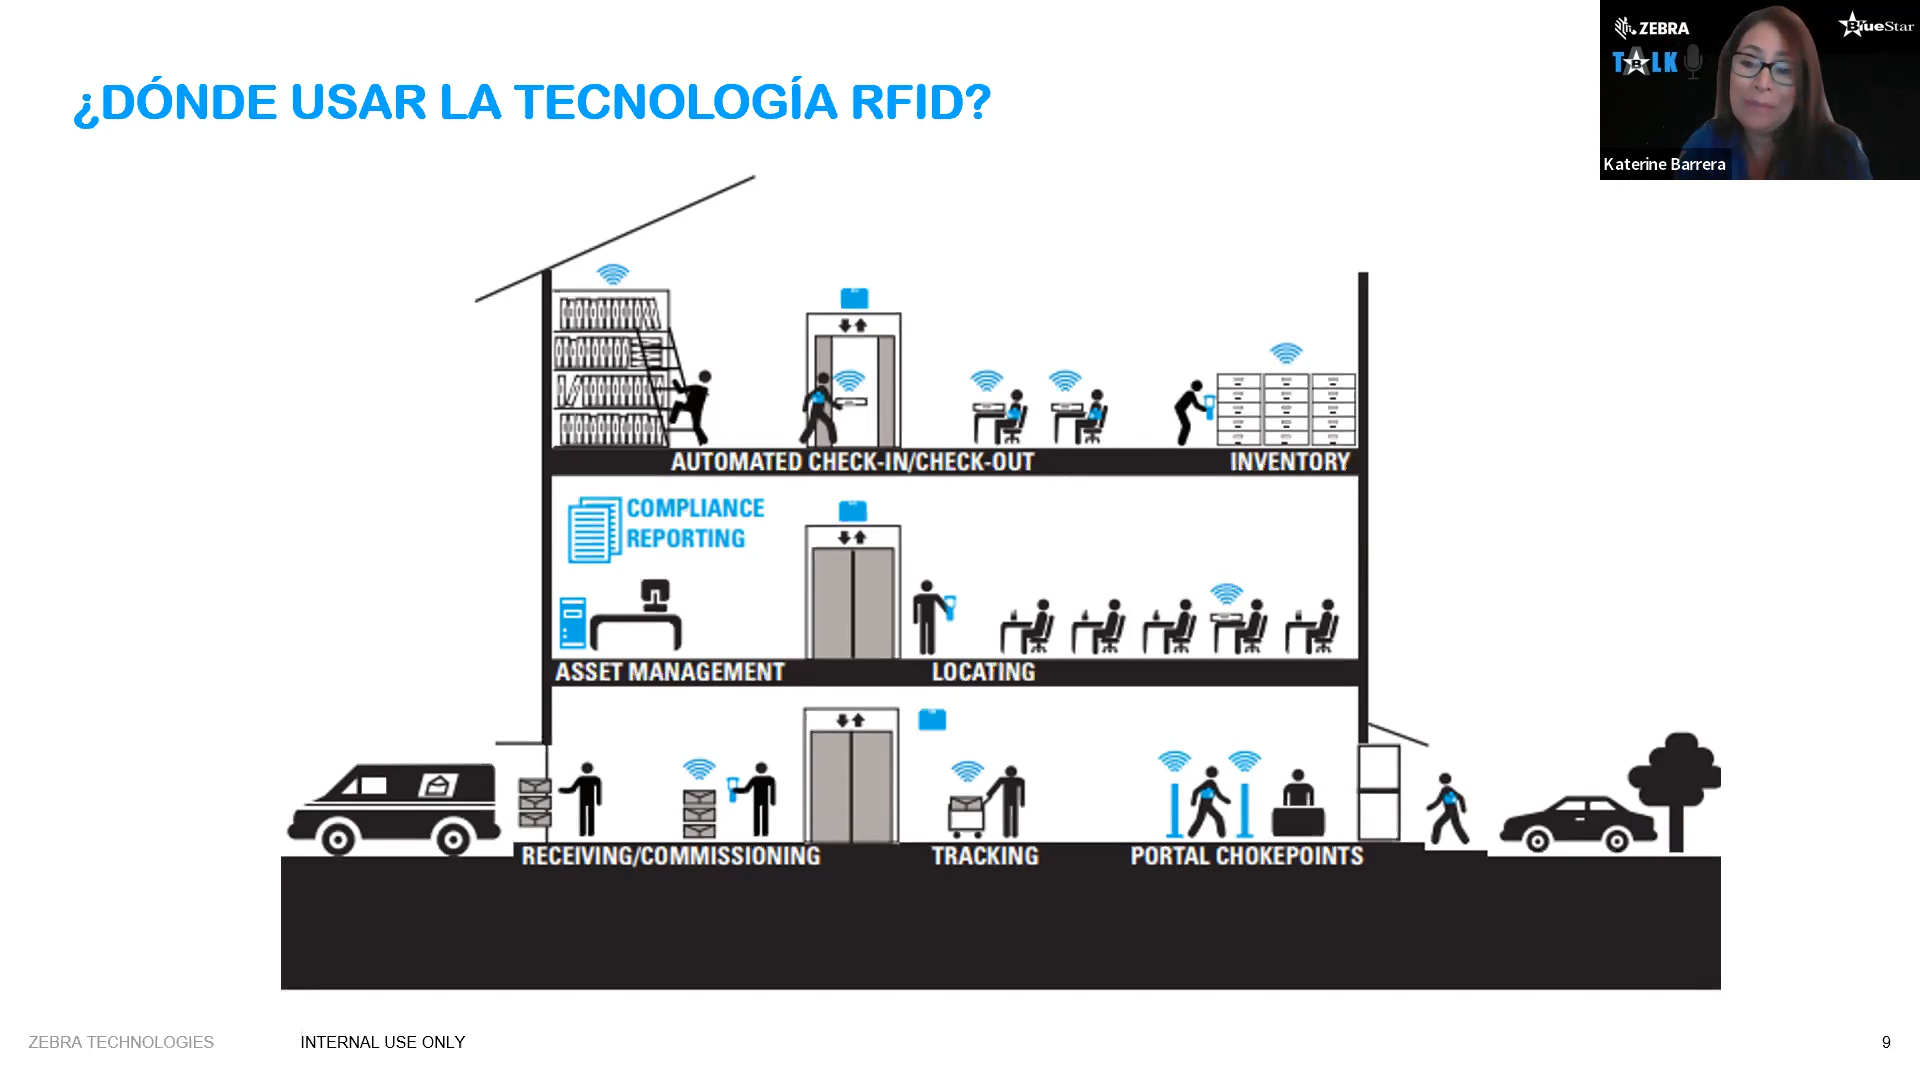 ¿DÓNDE USAR LA TECNOLOGÍA RFID?
ZEBRA
BlueStar
TALK
Katerine Barrera
AUTOMATED CHECK-IN/CHECK-OUT
INVENTORY
COMPLIANCE
REPORTING
ASSET MANAGEMENT
LOCATING
RECEIVING/COMMISSIONING
TRACKING
PORTAL CHOKEPOINTS
ZEBRA TECHNOLOGIES
INTERNAL USE ONLY
9